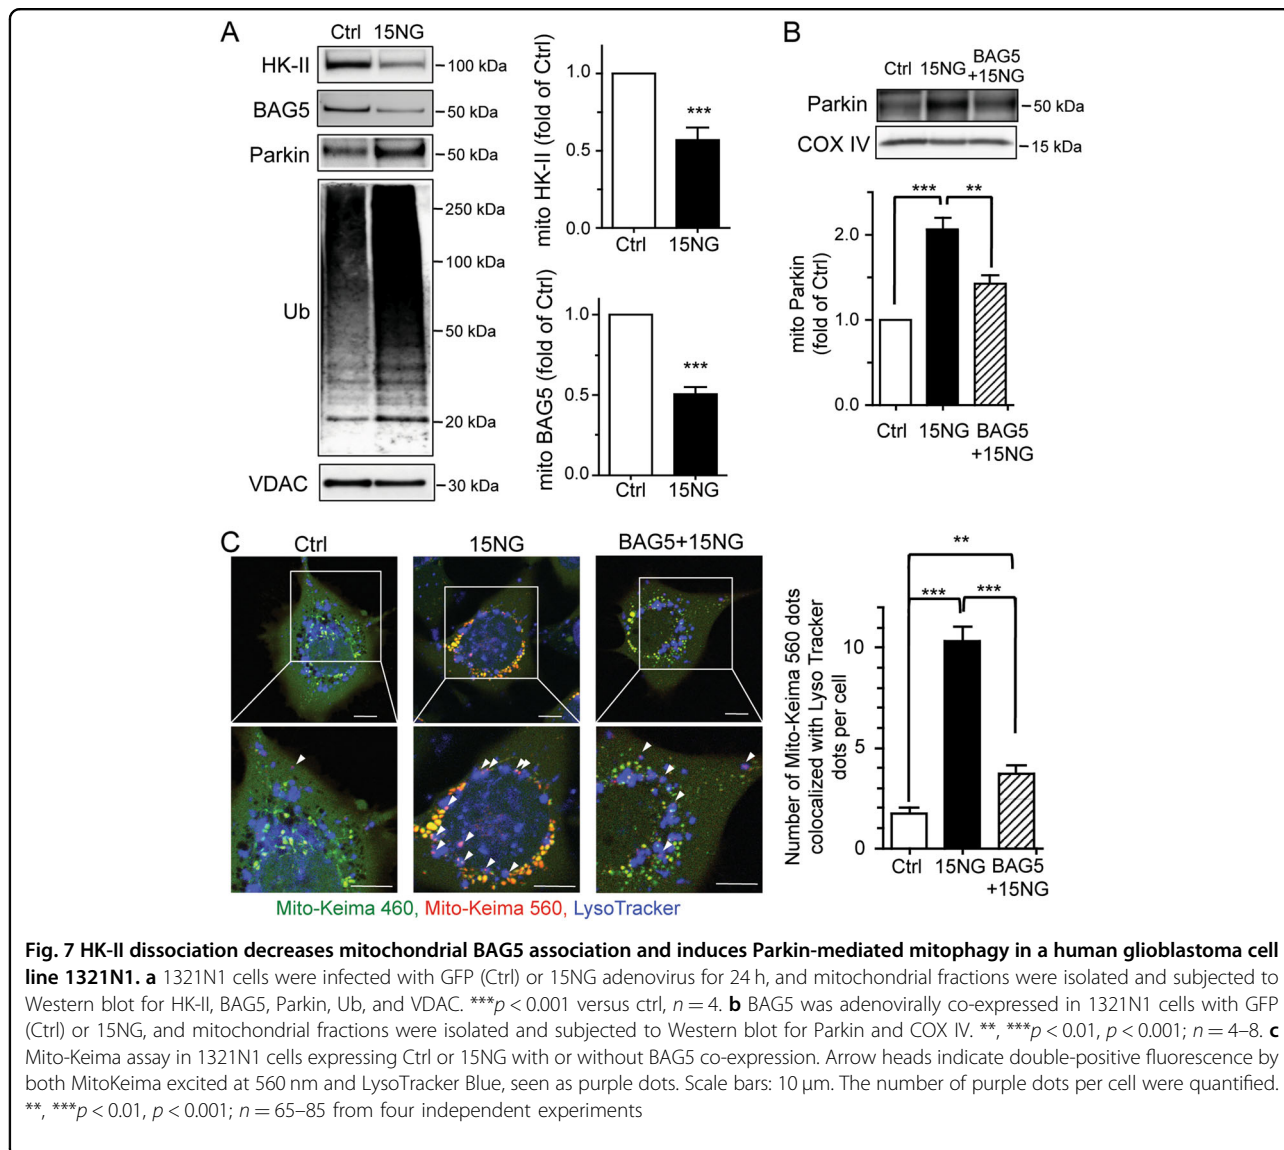 A
Ctrl 15NG
HK-II
100 kDa
BAG5
50 kDa
Parkin
50 kDa
Ub
250 kDa
100 kDa
50 kDa
20 kDa
VDAC
30 kDa
mito HK-II (fold of Ctrl)
1.0
0.5
0.0
***
Ctrl 15NG
mito BAG5 (fold of Ctrl)
1.0
0.5
0.0
***
Ctrl 15NG
B
Ctrl 15NG BAG5
+15NG
Parkin
50 kDa
COX IV
15 kDa
mito Parkin
(fold of Ctrl)
2.0
1.0
0.0
*** **
Ctrl 15NG BAG5
+15NG
C
Ctrl 15NG BAG5+15NG
Mito-Keima 460, Mito-Keima 560, LysoTracker
Number of Mito-Keima 560 dots
colocalized with Lyso Tracker
dots per cell
10
5
0
**
*** ***
Ctrl 15NG BAG5
+15NG
Fig. 7 HK-II dissociation decreases mitochondrial BAG5 association and induces Parkin-mediated mitophagy in a human glioblastoma cell
line 1321N1. a 1321N1 cells were infected with GFP (Ctrl) or 15NG adenovirus for 24 h, and mitochondrial fractions were isolated and subjected to
Western blot for HK-II, BAG5, Parkin, Ub, and VDAC. ***p < 0.001 versus ctrl, n = 4. b BAG5 was adenovirally co-expressed in 1321N1 cells with GFP
(Ctrl) or 15NG, and mitochondrial fractions were isolated and subjected to Western blot for Parkin and COX IV. **, ***p < 0.01, p < 0.001; n = 4–8. c
Mito-Keima assay in 1321N1 cells expressing Ctrl or 15NG with or without BAG5 co-expression. Arrow heads indicate double-positive fluorescence by
both MitoKeima excited at 560 nm and LysoTracker Blue, seen as purple dots. Scale bars: 10 μm. The number of purple dots per cell were quantified.
**, ***p < 0.01, p < 0.001; n = 65–85 from four independent experiments